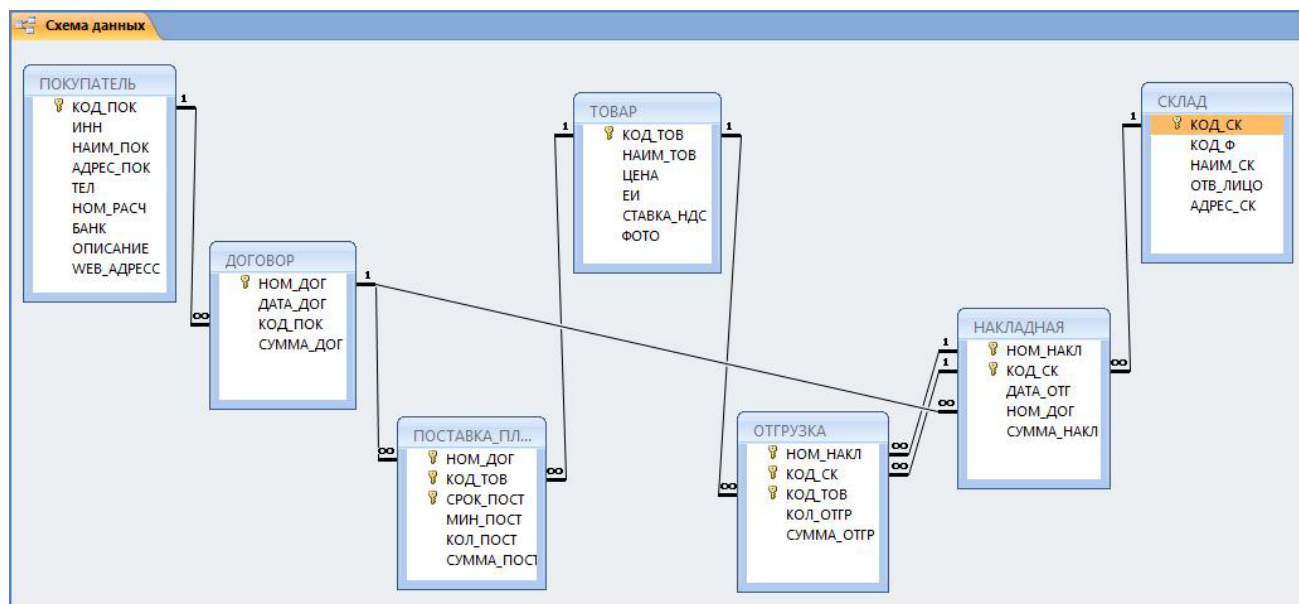 Схема данных
ПОКУПАТЕЛЬ
КОД_ПОК
ИНН
НАИМ_ПОК
АДРЕС_ПОК
ТЕЛ
НОМ_РАСЧ
БАНК
ОПИСАНИЕ
WEB_АДРЕСС
1
∞
ДОГОВОР
НОМ_ДОГ
ДАТА_ДОГ
КОД_ПОК
СУММА_ДОГ
1
∞
ПОСТАВКА_ПЛ...
НОМ_ДОГ
КОД_ТОВ
СРОК_ПОСТ
МИН_ПОСТ
КОЛ_ПОСТ
СУММА_ПОСТ
∞
1
ТОВАР
КОД_ТОВ
НАИМ_ТОВ
ЦЕНА
ЕИ
СТАВКА_НДС
ФОТО
1
∞
ОТГРУЗКА
НОМ_НАКЛ
КОД_СК
КОД_ТОВ
КОЛ_ОТГР
СУММА_ОТГР
∞
∞
1
1
∞
НАКЛАДНАЯ
НОМ_НАКЛ
КОД_СК
ДАТА_ОТГ
НОМ_ДОГ
СУММА_НАКЛ
∞
1
СКЛАД
КОД_СК
КОД_Ф
НАИМ_СК
ОТВ_ЛИЦО
АДРЕС_СК